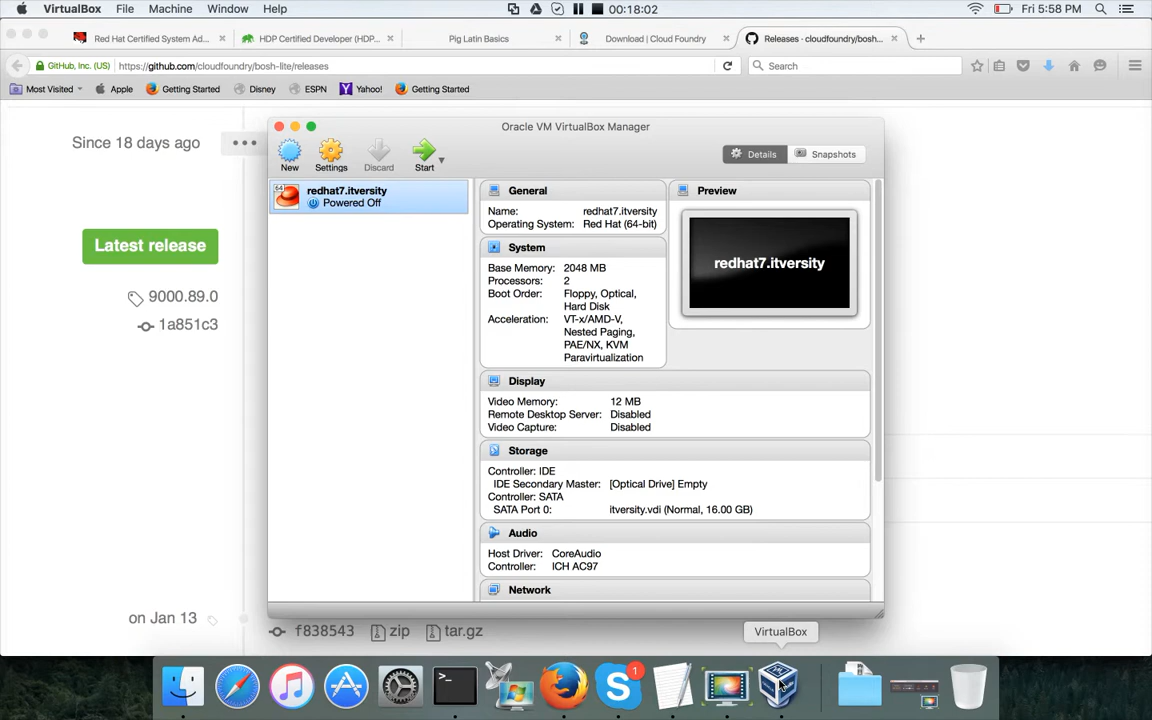 VirtualBox File Machine Window Help 00:18:02 Fri 5:58 PM
Red Hat Certified System Ad... HDP Certified Developer (HDP... Pig Latin Basics Download | Cloud Foundry Releases · cloudfoundry/bosh...
GitHub, Inc. (US) https://github.com/cloudfoundry/bosh-lite/releases Search
Most Visited Apple Getting Started Disney ESPN Yahoo! Getting Started
Since 18 days ago
Latest release
9000.89.0
1a851c3
on Jan 13
f838543 zip tar.gz
Oracle VM VirtualBox Manager
New Settings Discard Start Details Snapshots
64
redhat7.itversity
Powered Off
General
Name: redhat7.itversity
Operating System: Red Hat (64-bit)
System
Base Memory: 2048 MB
Processors: 2
Boot Order: Floppy, Optical,
Hard Disk
Acceleration: VT-x/AMD-V,
Nested Paging,
PAE/NX, KVM
Paravirtualization
Preview
redhat7.itversity
Display
Video Memory: 12 MB
Remote Desktop Server: Disabled
Video Capture: Disabled
Storage
Controller: IDE
IDE Secondary Master: [Optical Drive] Empty
Controller: SATA
SATA Port 0: itversity.vdi (Normal, 16.00 GB)
Audio
Host Driver: CoreAudio
Controller: ICH AC97
Network
VirtualBox
1